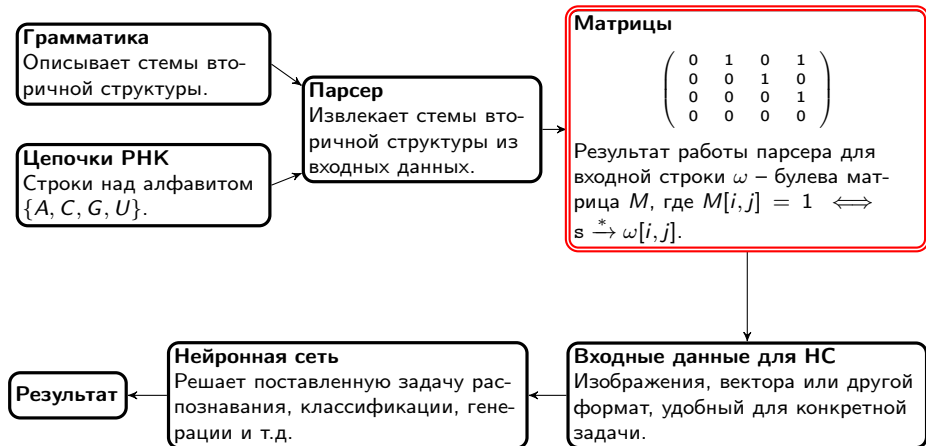 Грамматика
Описывает стемы вто-
ричной структуры.
Цепочки РНК
Строки над алфавитом
{A, C, G, U}.
Парсер
Извлекает стемы вто-
ричной структуры из
входных данных.
Матрицы
0 1 0 1
0 0 1 0
0 0 0 1
0 0 0 0
Результат работы парсера для
входной строки ω – булева мат-
рица M, где M[i, j] = 1 ⟺
s →* ω[i, j].
Входные данные для НС
Изображения, вектора или другой
формат, удобный для конкретной
задачи.
Нейронная сеть
Решает поставленную задачу рас-
познавания, классификации, гене-
рации и т.д.
Результат